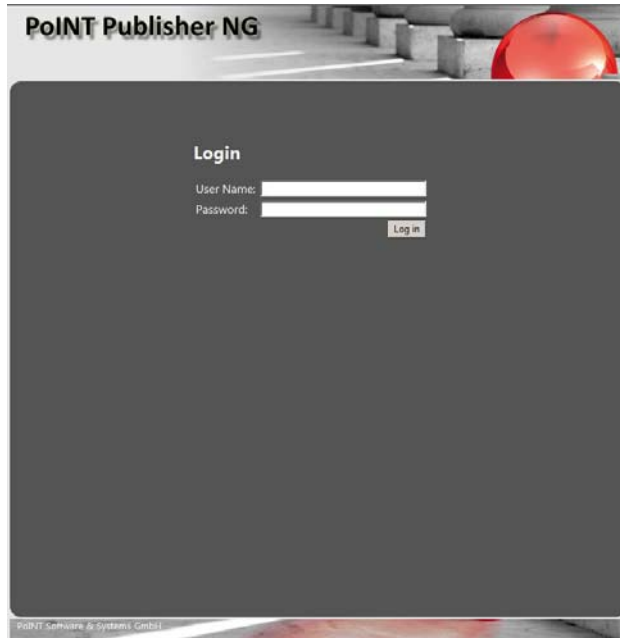 PoINT Publisher NG
Login
User Name:
Password:
Log in
PoINT Software & Systems GmbH